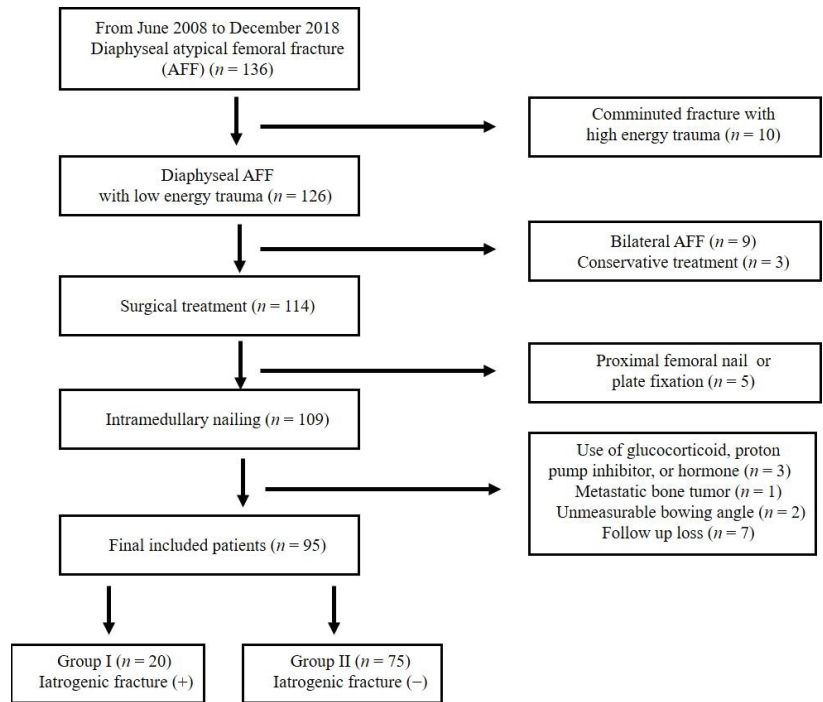 From June 2008 to December 2018
Diaphyseal atypical femoral fracture
(AFF) (n = 136)
Comminuted fracture with
high energy trauma (n = 10)
Diaphyseal AFF
with low energy trauma (n = 126)
Bilateral AFF (n = 9)
Conservative treatment (n = 3)
Surgical treatment (n = 114)
Proximal femoral nail or
plate fixation (n = 5)
Intramedullary nailing (n = 109)
Use of glucocorticoid, proton
pump inhibitor, or hormone (n = 3)
Metastatic bone tumor (n = 1)
Unmeasurable bowing angle (n = 2)
Follow up loss (n = 7)
Final included patients (n = 95)
Group I (n = 20)
Iatrogenic fracture (+)
Group II (n = 75)
Iatrogenic fracture (−)